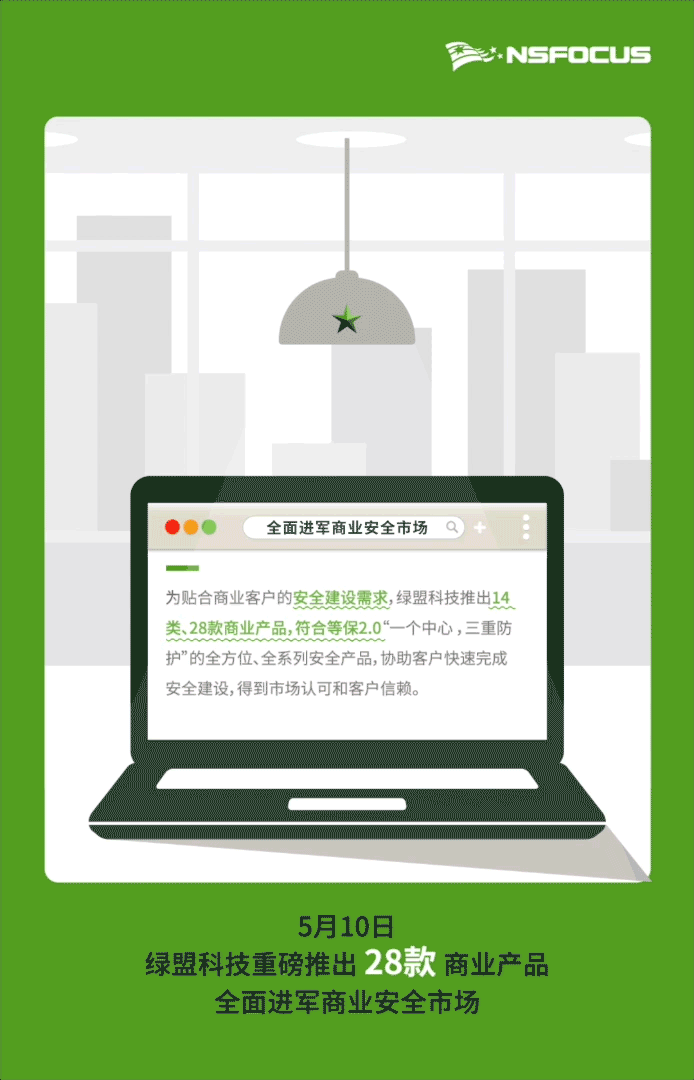 NSFOCUS
全面进军商业安全市场
为贴合商业客户的安全建设需求，绿盟科技推出14
类、28款商业产品，符合等保2.0“一个中心，三重防
护”的全方位、全系列安全产品，协助客户快速完成
安全建设，得到市场认可和客户信赖。
5月10日
绿盟科技重磅推出 28款 商业产品
全面进军商业安全市场